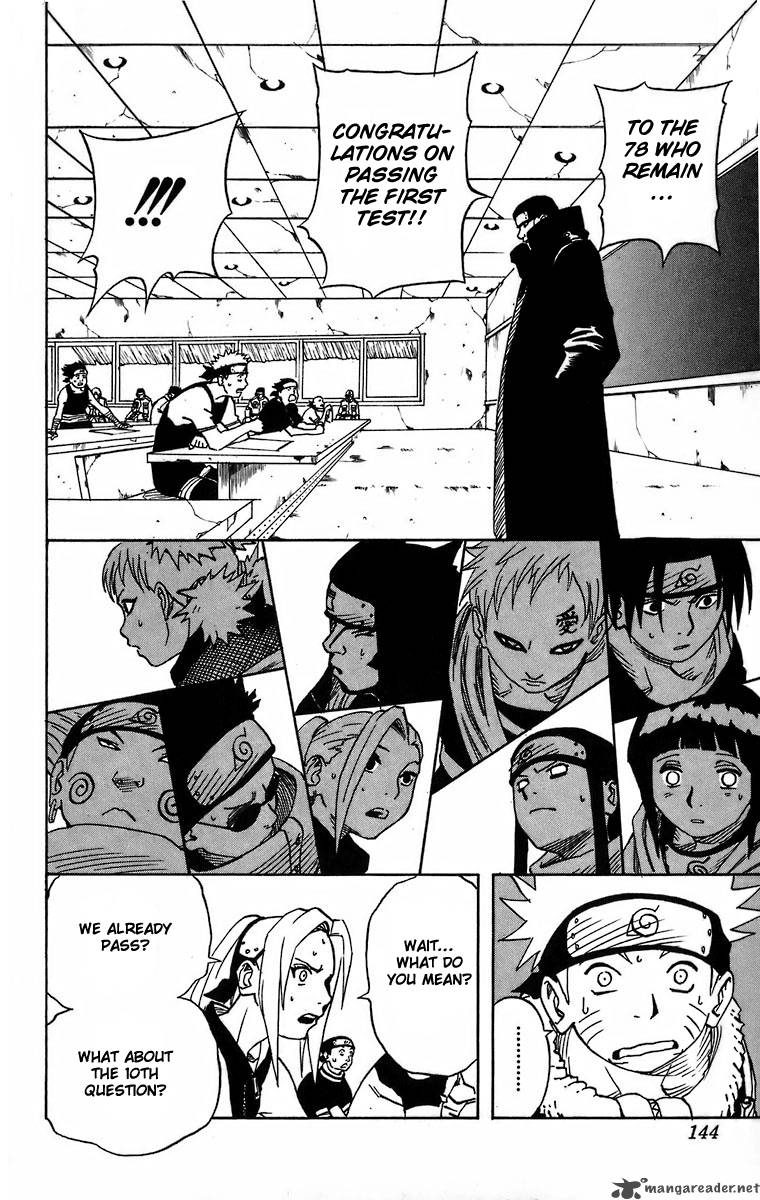 TO THE
78 WHO
REMAIN
...
CONGRATU-
LATIONS ON
PASSING
THE FIRST
TEST!!
!!!!
愛
..........
WAIT...
WHAT DO
YOU MEAN?
WE ALREADY
PASS?
WHAT ABOUT
THE 10TH
QUESTION?
144
mangareader.net